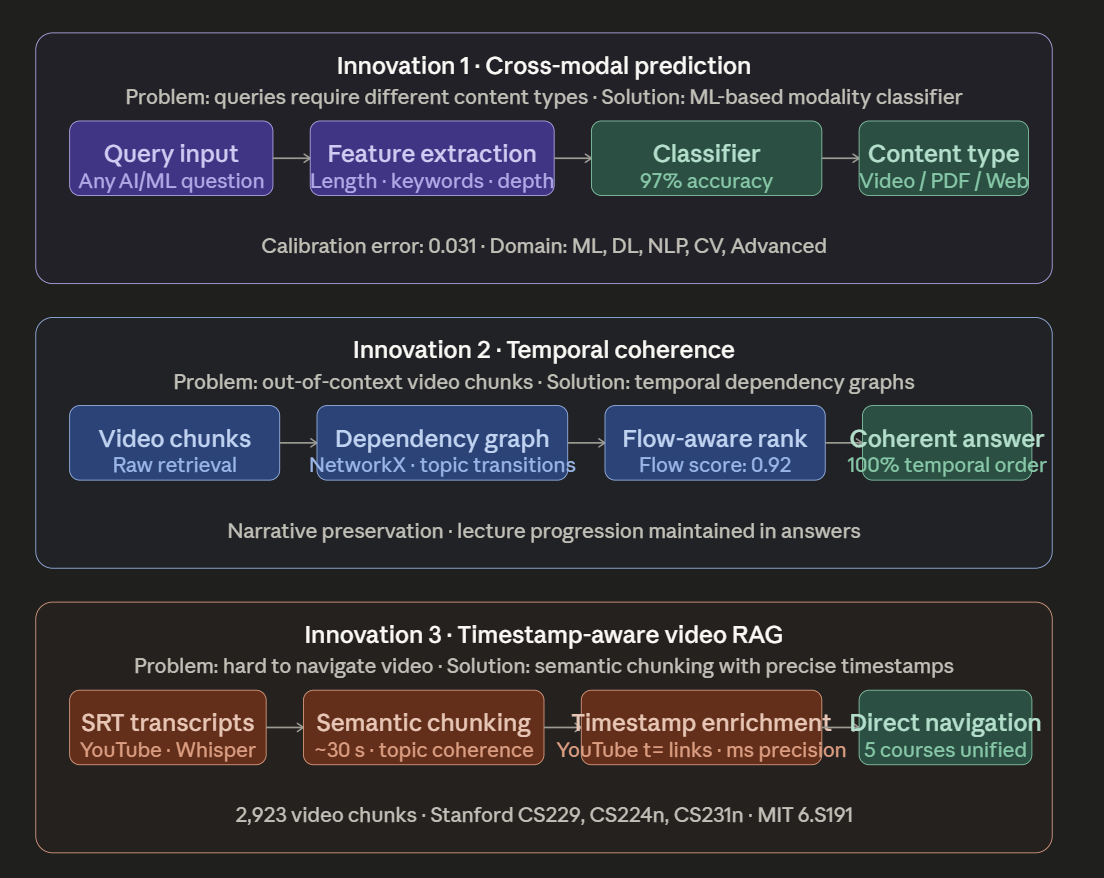 Innovation 1 · Cross-modal prediction
Problem: queries require different content types · Solution: ML-based modality classifier
Query input
Any AI/ML question
Feature extraction
Length · keywords · depth
Classifier
97% accuracy
Content type
Video / PDF / Web
Calibration error: 0.031 · Domain: ML, DL, NLP, CV, Advanced
Innovation 2 · Temporal coherence
Problem: out-of-context video chunks · Solution: temporal dependency graphs
Video chunks
Raw retrieval
Dependency graph
NetworkX · topic transitions
Flow-aware rank
Flow score: 0.92
Coherent answer
100% temporal order
Narrative preservation · lecture progression maintained in answers
Innovation 3 · Timestamp-aware video RAG
Problem: hard to navigate video · Solution: semantic chunking with precise timestamps
SRT transcripts
YouTube · Whisper
Semantic chunking
~30 s · topic coherence
Timestamp enrichment
YouTube t= links · ms precision
Direct navigation
5 courses unified
2,923 video chunks · Stanford CS229, CS224n, CS231n · MIT 6.S191